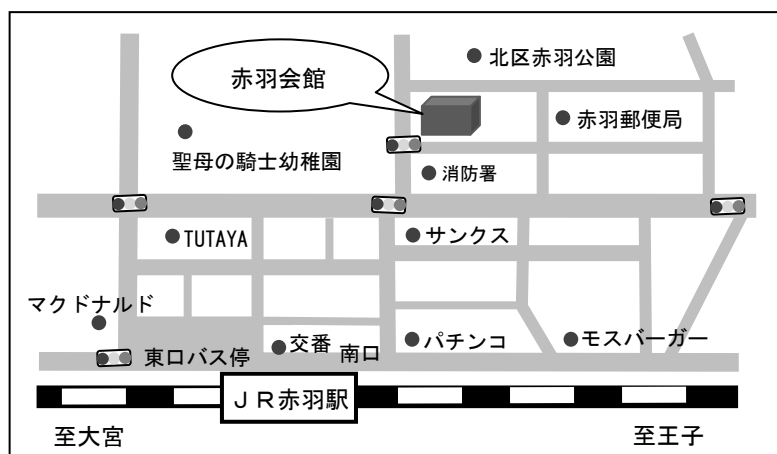 北区赤羽公園
赤羽会館
赤羽郵便局
聖母の騎士幼稚園
消防署
TUTAYA
サンクス
マクドナルド
東口バス停
交番
南口
パチンコ
モスバーガー
ＪＲ赤羽駅
至大宮
至王子